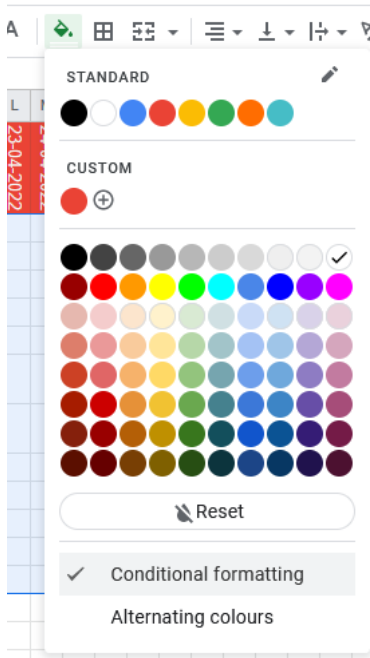 A
STANDARD
L
23-04-2022
CUSTOM
Reset
Conditional formatting
Alternating colours